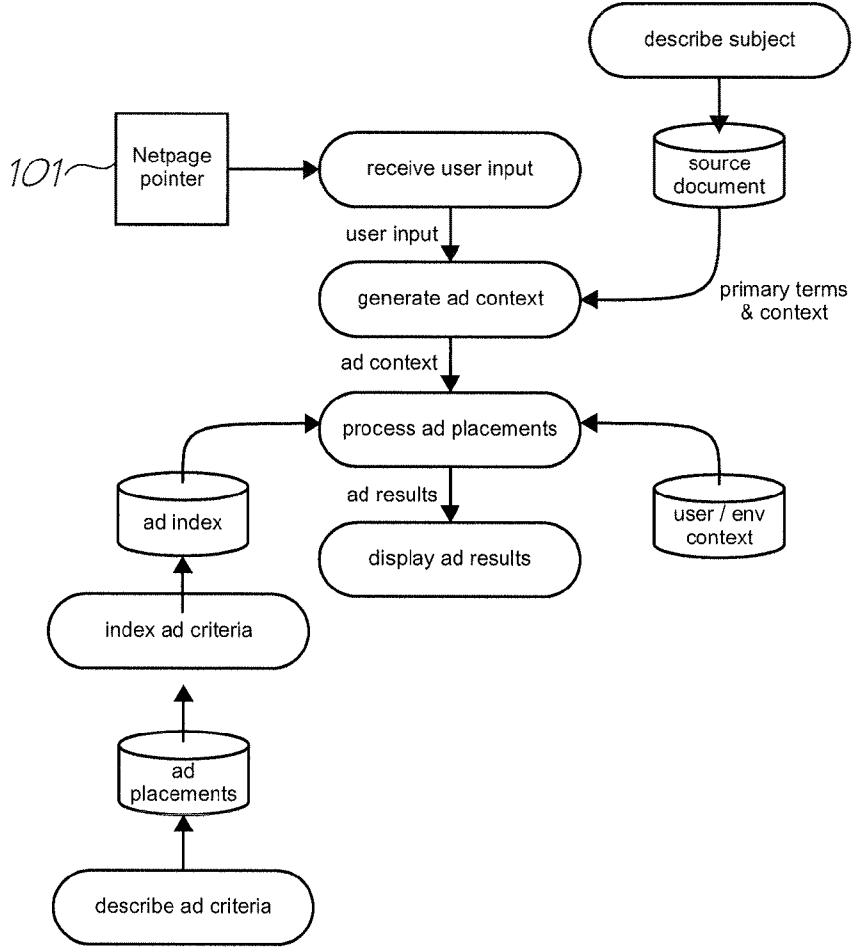 describe subject
101
Netpage
pointer
receive user input
source
document
user input
generate ad context
primary terms
& context
ad context
process ad placements
ad results
ad index
user / env
context
display ad results
index ad criteria
ad
placements
describe ad criteria